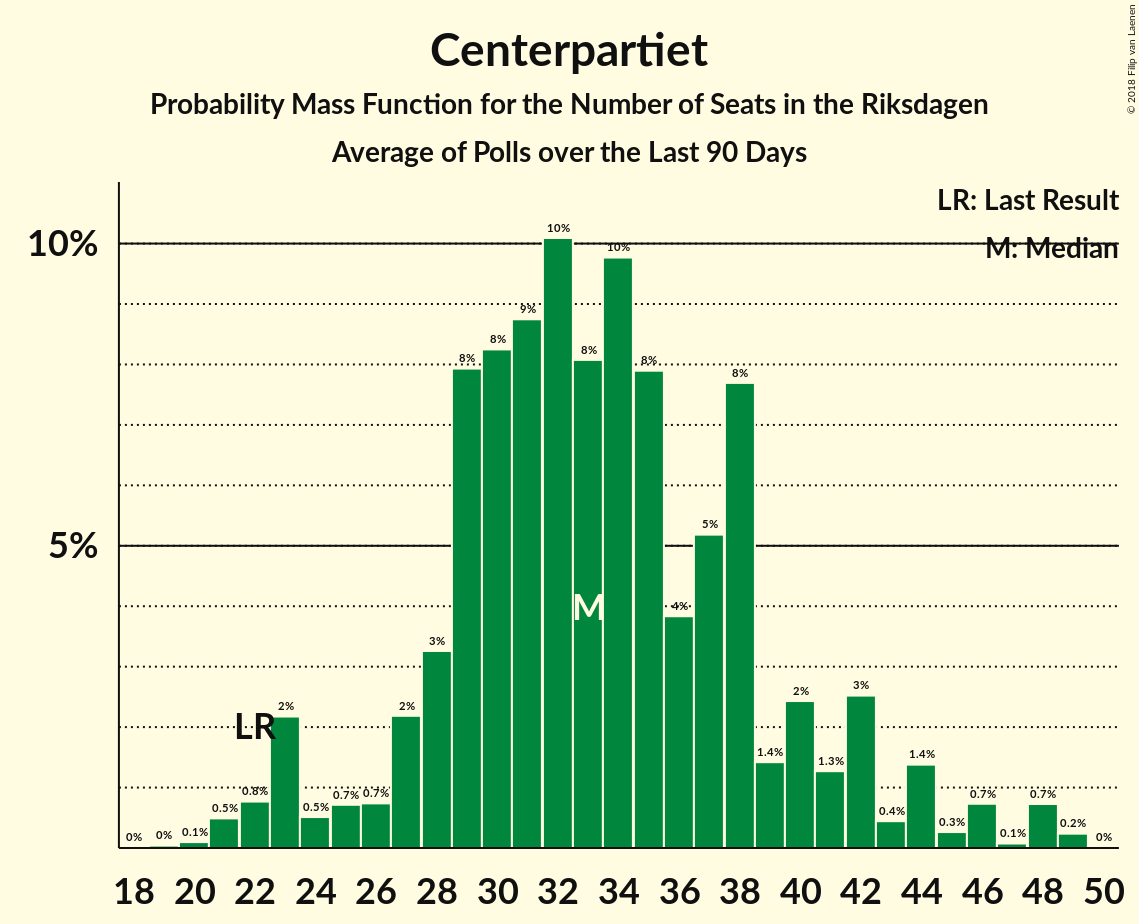 Centerpartiet
Probability Mass Function for the Number of Seats in the Riksdagen
Average of Polls over the Last 90 Days
© 2018 Filip van Laenen
LR: Last Result
M: Median
10%
5%
0% 0% 0.1% 0.5% 0.8% 2% 0.5% 0.7% 0.7% 2% 3% 8% 8% 9% 10% 8% 10% 8% 4% 5% 8% 1.4% 2% 1.3% 3% 0.4% 1.4% 0.3% 0.7% 0.1% 0.7% 0.2% 0%
LR
M
18 20 22 24 26 28 30 32 34 36 38 40 42 44 46 48 50